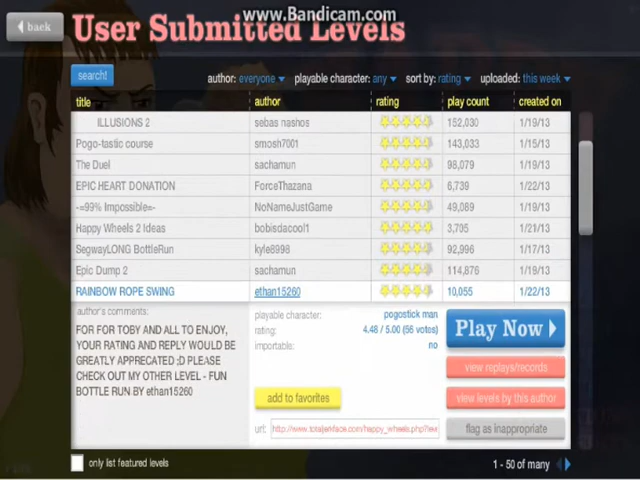 www.Bandicam.com
back
User Submitted Levels
search!
author: everyone playable character: any sort by: rating uploaded: this week
title author rating play count created on
ILLUSIONS 2 sebas nashos 152,030 1/19/13
Pogo-tastic course smosh7001 143,033 1/15/13
The Duel sachamun 98,079 1/19/13
EPIC HEART DONATION ForceThazana 6,739 1/22/13
-=99% Impossible=- NoNameJustGame 49,089 1/19/13
Happy Wheels 2 Ideas bobisdacool1 3,705 1/21/13
SegwayLONG BottleRun kyle8998 92,996 1/17/13
Epic Dump 2 sachamun 114,876 1/19/13
RAINBOW ROPE SWING ethan15260 10,055 1/22/13
author's comments:
FOR FOR TOBY AND ALL TO ENJOY,
YOUR RATING AND REPLY WOULD BE
GREATLY APPRECATED ;D PLEASE
CHECK OUT MY OTHER LEVEL - FUN
BOTTLE RUN BY ethan15260
playable character: pogostick man
rating: 4.48 / 5.00 (56 votes)
importable: no
add to favorites
url: http://www.totaljerkface.com/happy_wheels.php?
Play Now
view replays/records
view levels by this author
flag as inappropriate
only list featured levels
1 - 50 of many